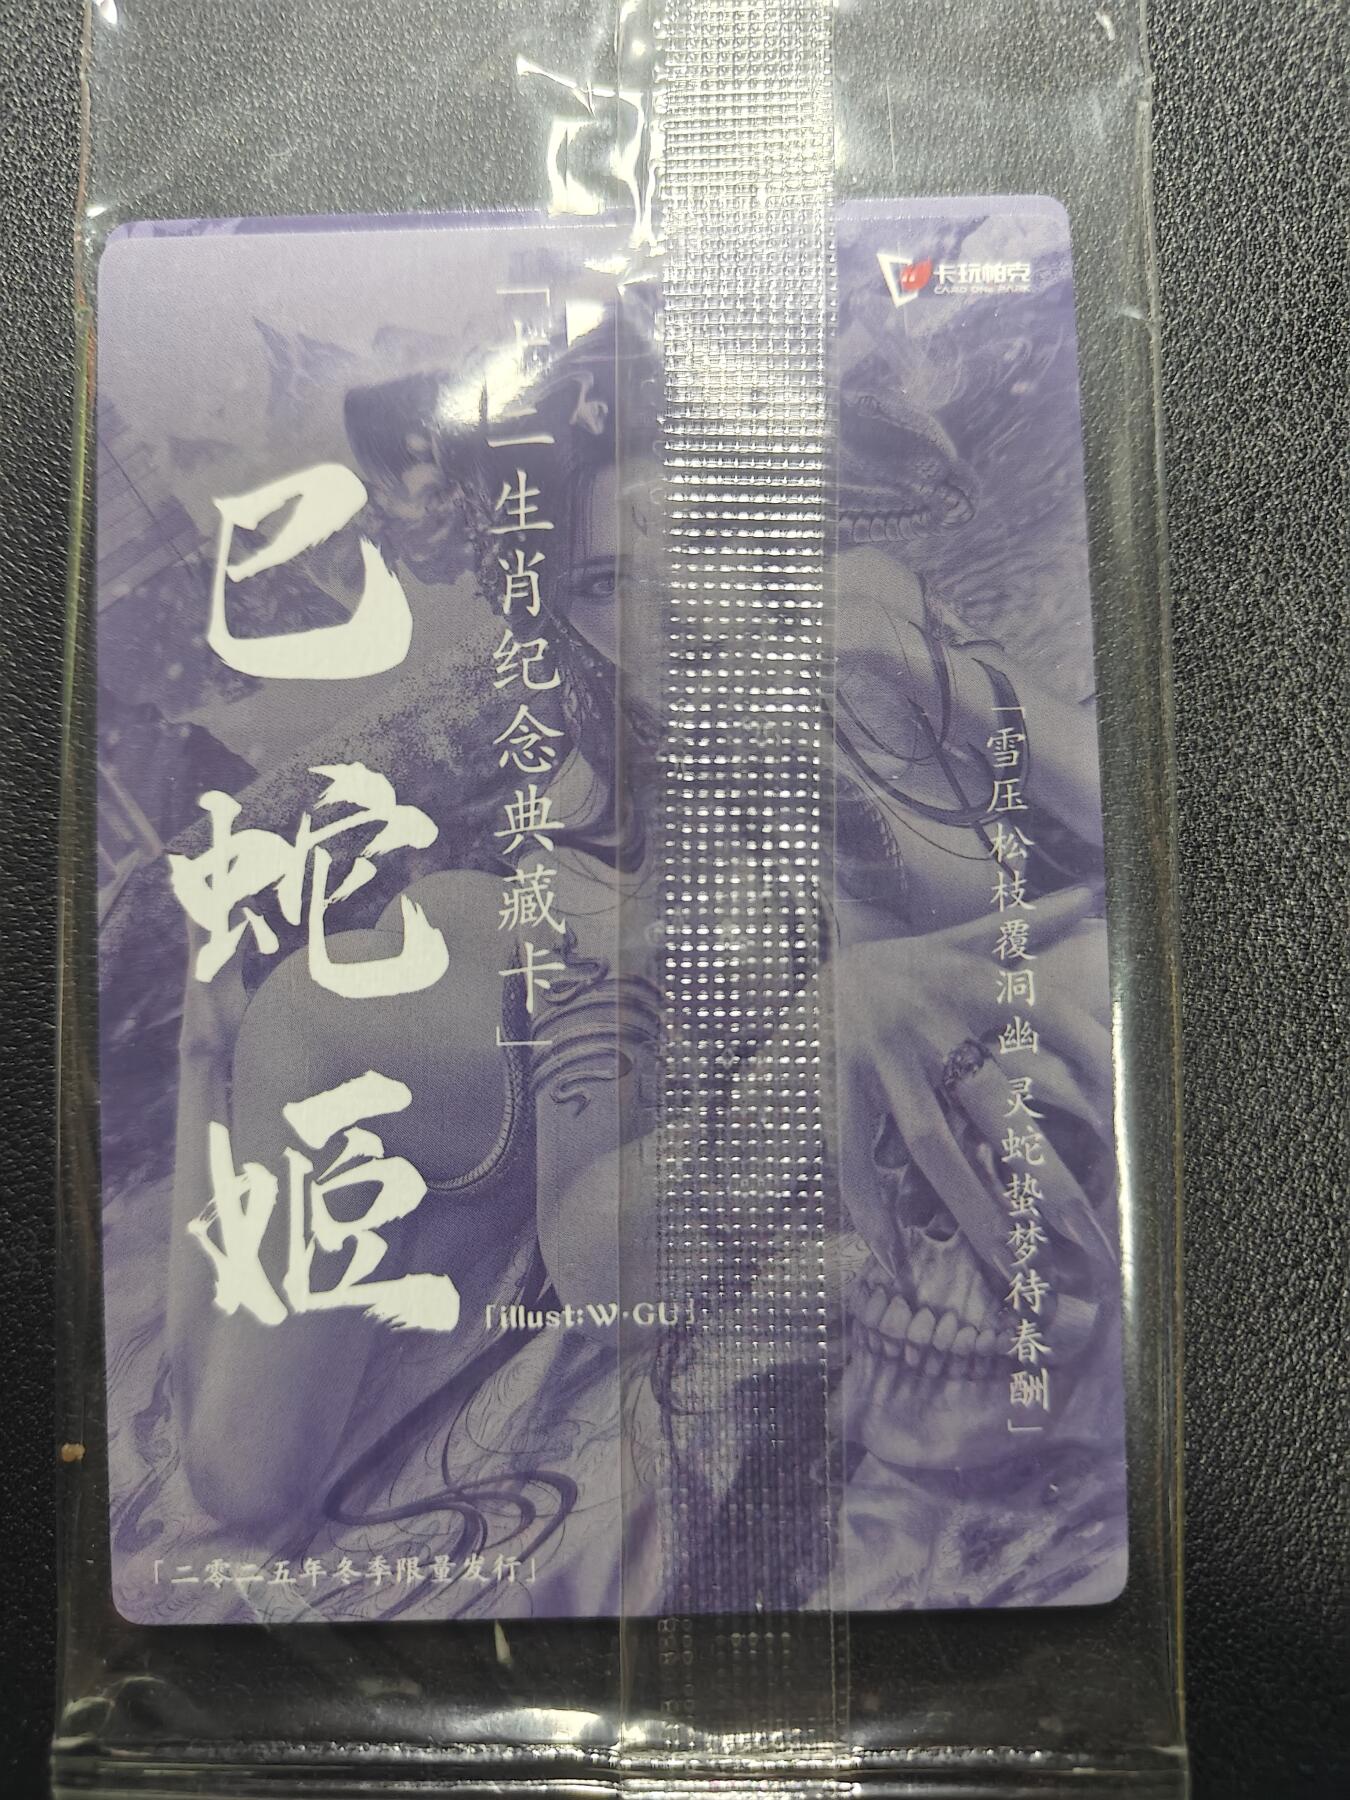 卡玩帕克
CARD ONE PARK
「十二生肖纪念典藏卡」
巳蛇姬
「雪压松枝覆洞幽 灵蛇蛰梦待春酬」
「illust:W·GU」
「二零二五年冬季限量发行」